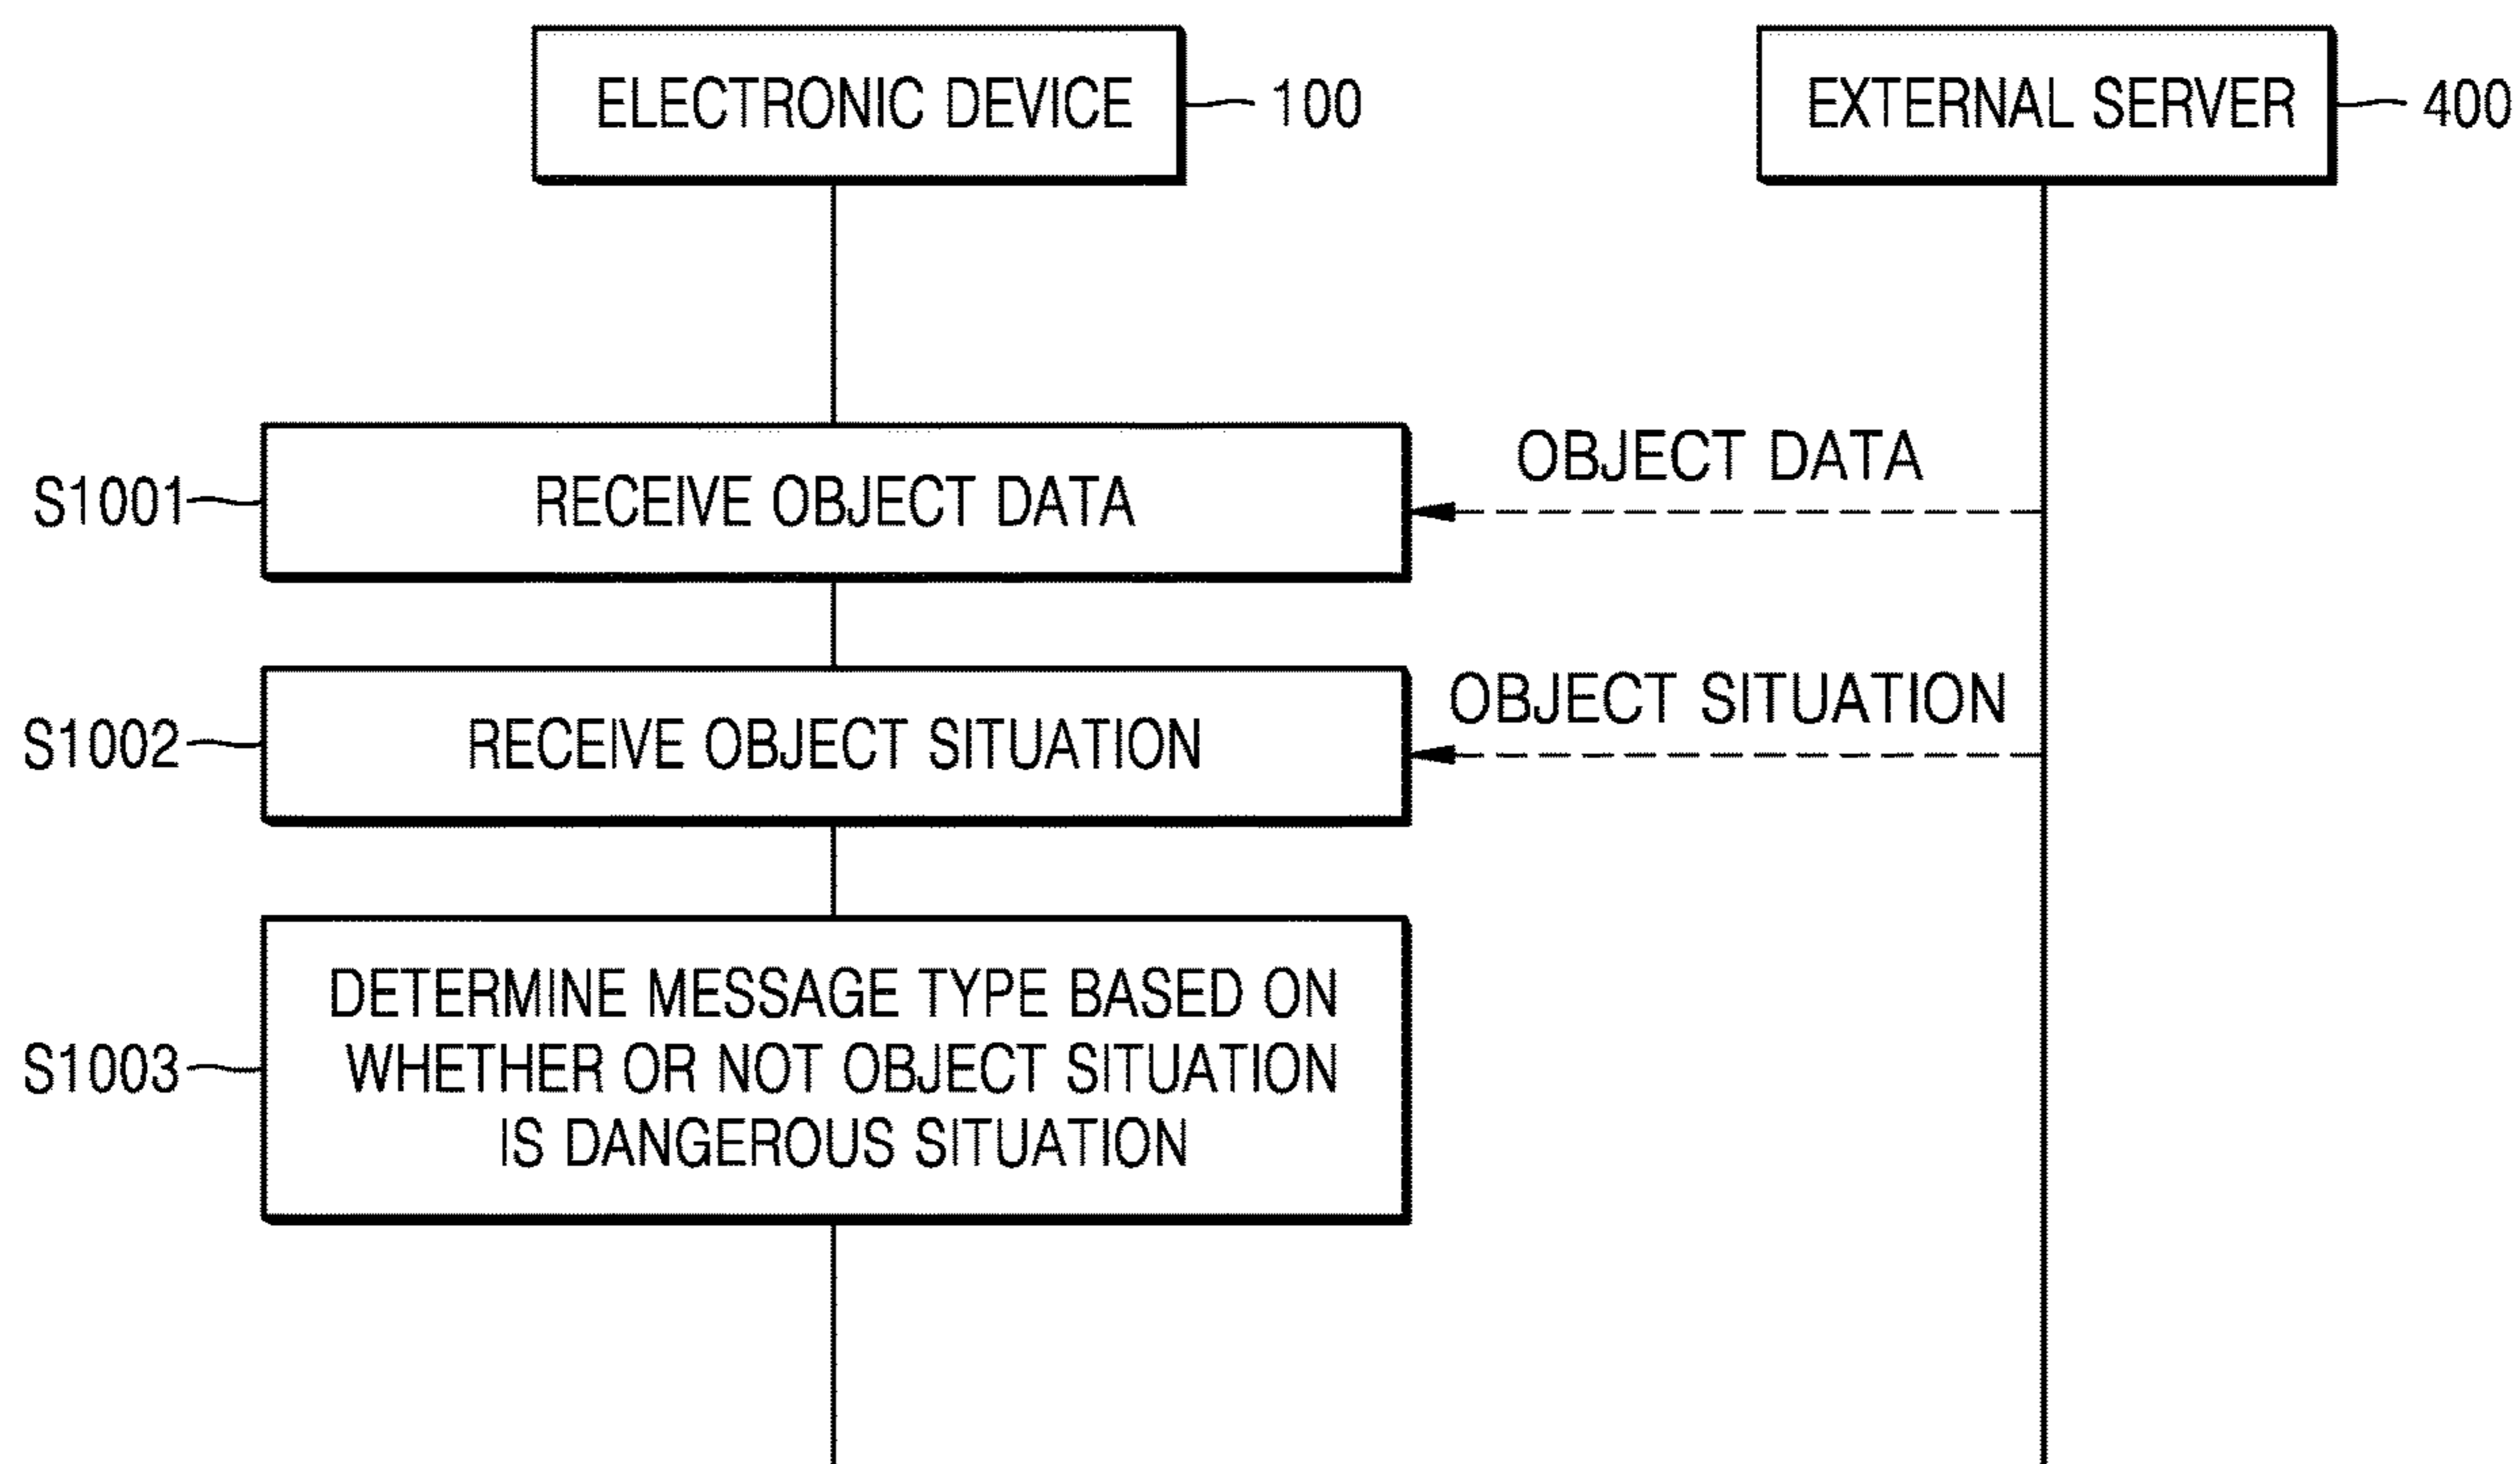 ELECTRONIC DEVICE
100
EXTERNAL SERVER
400
S1001
RECEIVE OBJECT DATA
OBJECT DATA
S1002
RECEIVE OBJECT SITUATION
OBJECT SITUATION
S1003
DETERMINE MESSAGE TYPE BASED ON
WHETHER OR NOT OBJECT SITUATION
IS DANGEROUS SITUATION